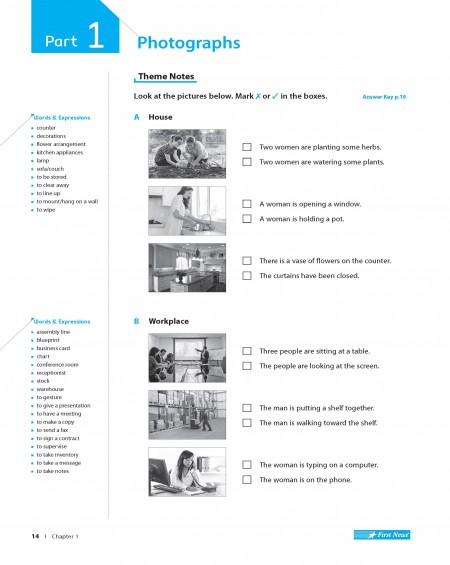 Part 1
Photographs
Theme Notes
Look at the pictures below. Mark ✗ or ✓ in the boxes.
Answer Key p.19
Words & Expressions
counter
decorations
flower arrangement
kitchen appliances
lamp
sofa/couch
to be stored
to clear away
to line up
to mount/hang on a wall
to wipe
A House
Two women are planting some herbs.
Two women are watering some plants.
A woman is opening a window.
A woman is holding a pot.
There is a vase of flowers on the counter.
The curtains have been closed.
Words & Expressions
assembly line
blueprint
business card
chart
conference room
receptionist
stock
warehouse
to gesture
to give a presentation
to have a meeting
to make a copy
to send a fax
to sign a contract
to supervise
to take inventory
to take a message
to take notes
B Workplace
Three people are sitting at a table.
The people are looking at the screen.
The man is putting a shelf together.
The man is walking toward the shelf.
The woman is typing on a computer.
The woman is on the phone.
14 I Chapter 1
First News